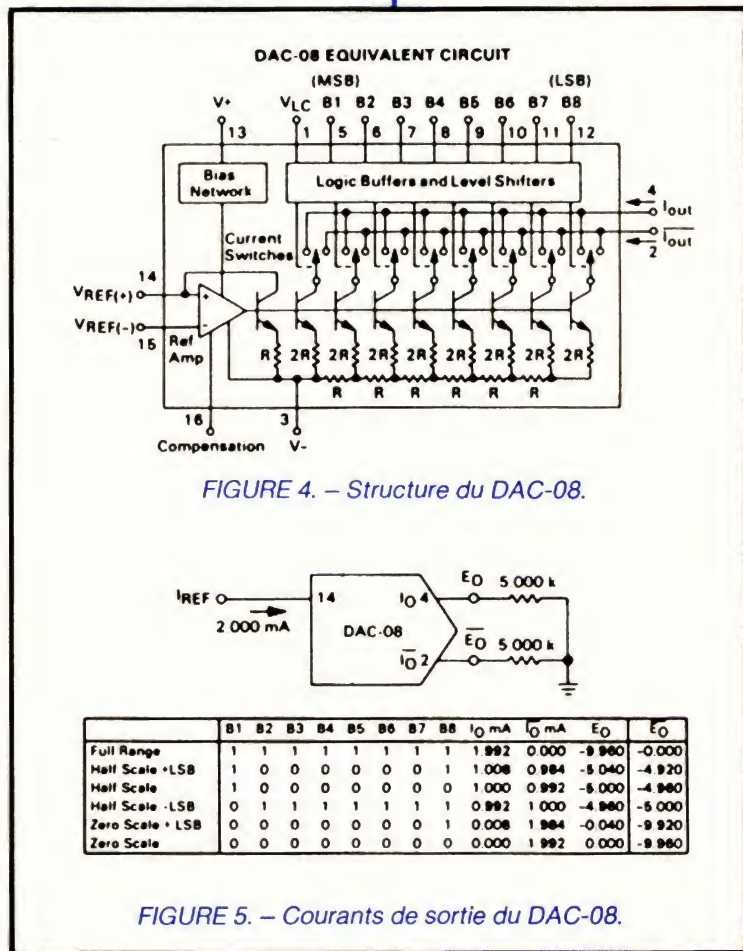 DAC-08 EQUIVALENT CIRCUIT
(MSB) (LSB)
V+ VLC B1 B2 B3 B4 B5 B6 B7 B8
13 1 5 6 7 8 9 10 11 12
Bias Network
Logic Buffers and Level Shifters
4
Iout
I̅o̅u̅t̅
2
Current Switches
14
VREF(+)
+
VREF(-)
-
15
Ref Amp
R 2R 2R 2R 2R 2R 2R 2R 2R
R R R R R R
16
Compensation
3
V-
FIGURE 4. – Structure du DAC-08.
IREF
2 000 mA
14
DAC-08
IO 4
I̅O̅ 2
EO 5 000 k
E̅O̅ 5 000 k
B1 B2 B3 B4 B5 B6 B7 B8 IO mA I̅O̅ mA EO E̅O̅
Full Range 1 1 1 1 1 1 1 1 1.992 0.000 -9.960 -0.000
Half Scale +LSB 1 0 0 0 0 0 0 1 1.008 0.984 -5.040 -4.920
Half Scale 1 0 0 0 0 0 0 0 1.000 0.992 -5.000 -4.960
Half Scale -LSB 0 1 1 1 1 1 1 1 0.992 1.000 -4.960 -5.000
Zero Scale + LSB 0 0 0 0 0 0 0 1 0.008 1.984 -0.040 -9.920
Zero Scale 0 0 0 0 0 0 0 0 0.000 1 992 0.000 -9.960
FIGURE 5. – Courants de sortie du DAC-08.